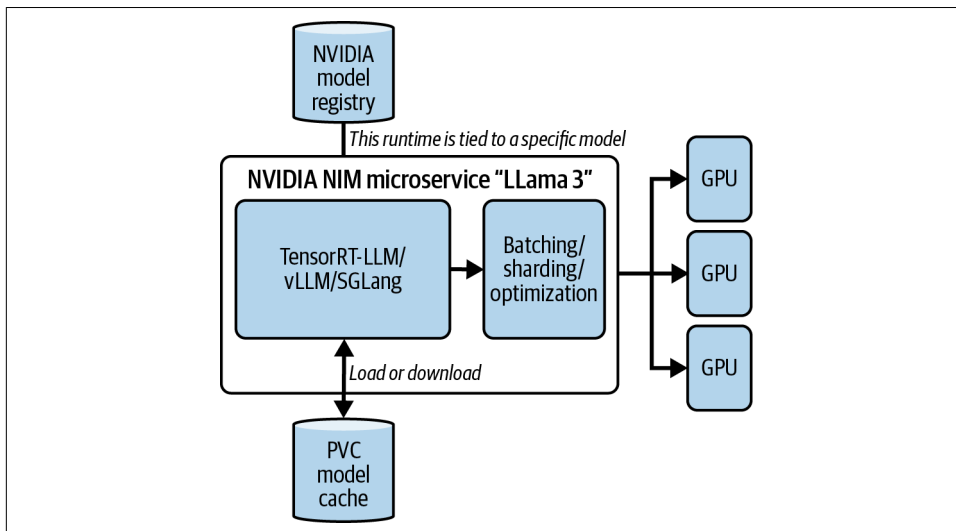 NVIDIA
model
registry
This runtime is tied to a specific model
NVIDIA NIM microservice “LLama 3”
TensorRT-LLM/
vLLM/SGLang
Batching/
sharding/
optimization
GPU
GPU
GPU
Load or download
PVC
model
cache